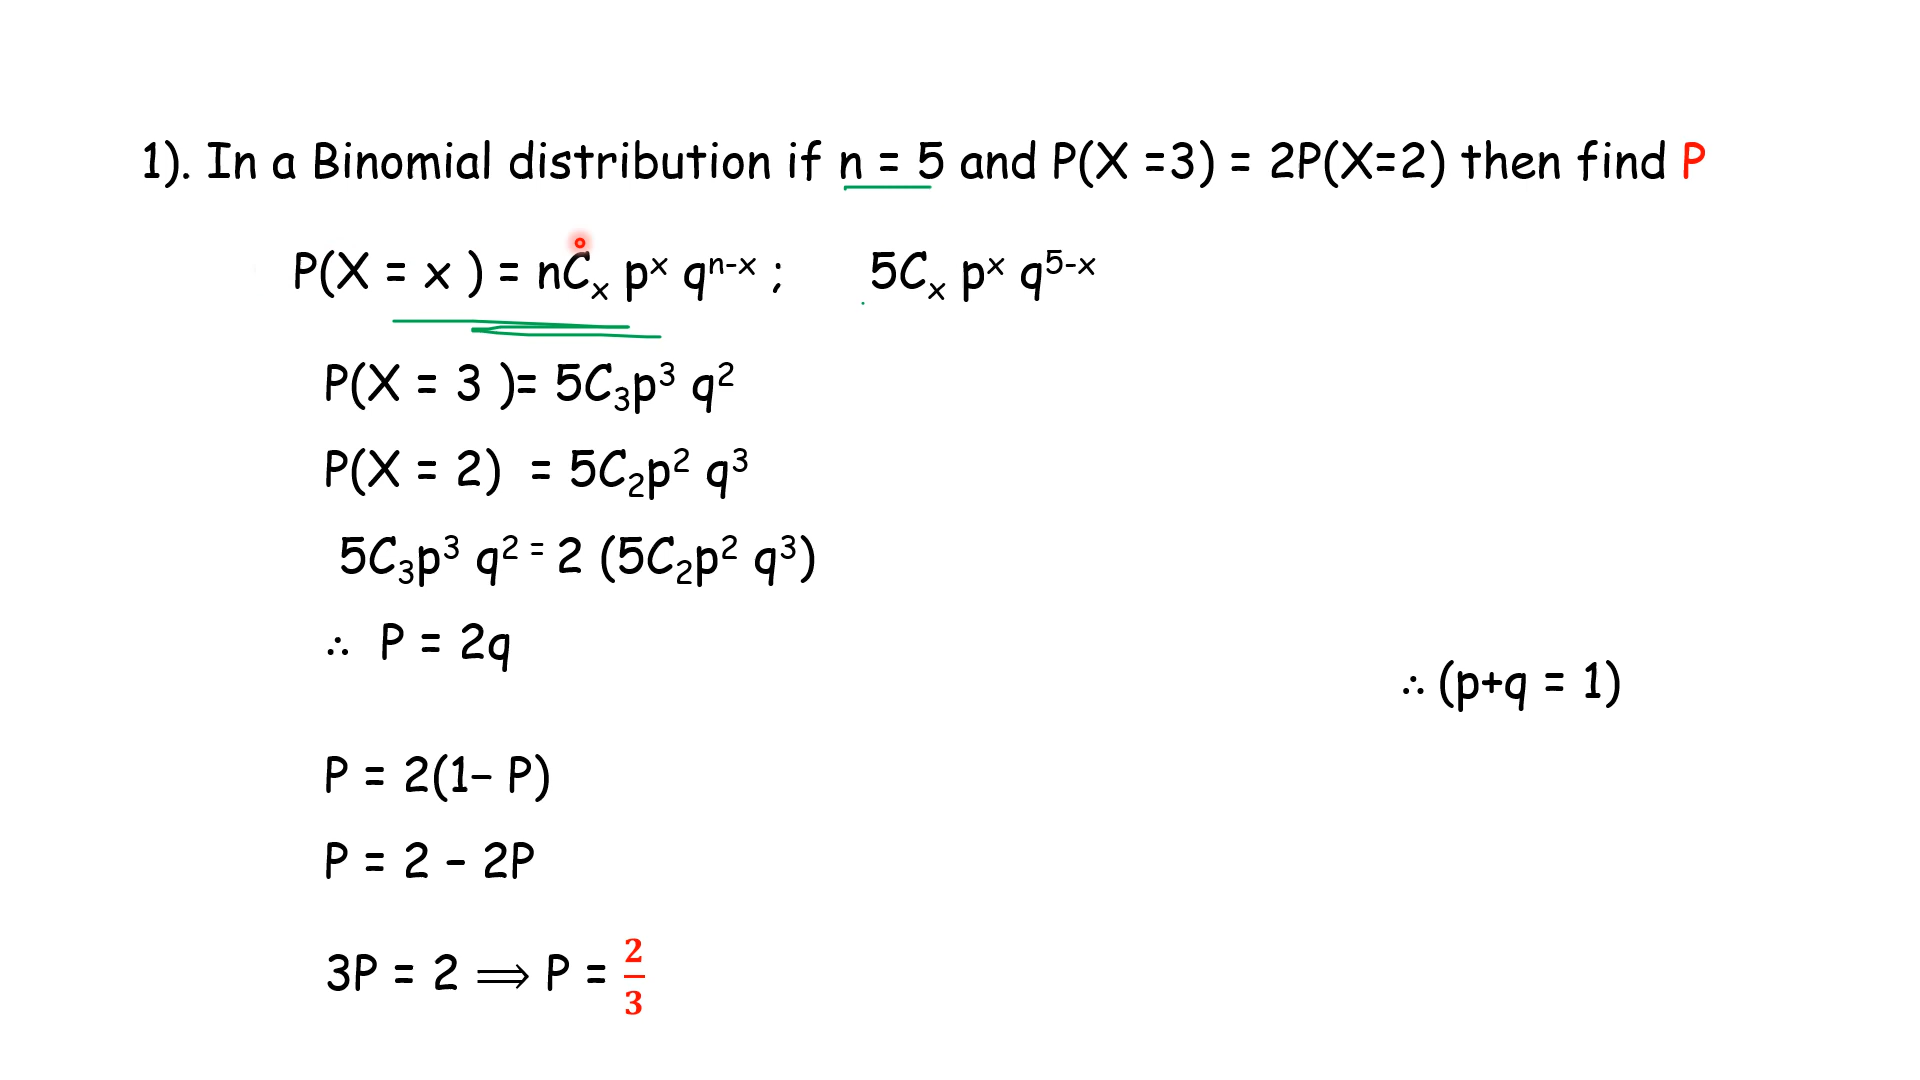 1). In a Binomial distribution if n = 5 and P(X =3) = 2P(X=2) then find P
P(X = x ) = nCₓ pˣ qⁿ⁻ˣ ; 5Cₓ pˣ q⁵⁻ˣ
P(X = 3 )= 5C₃p³ q²
P(X = 2) = 5C₂p² q³
5C₃p³ q² = 2 (5C₂p² q³)
∴ P = 2q
∴ (p+q = 1)
P = 2(1– P)
P = 2 – 2P
3P = 2 ⟹ P = 2/3